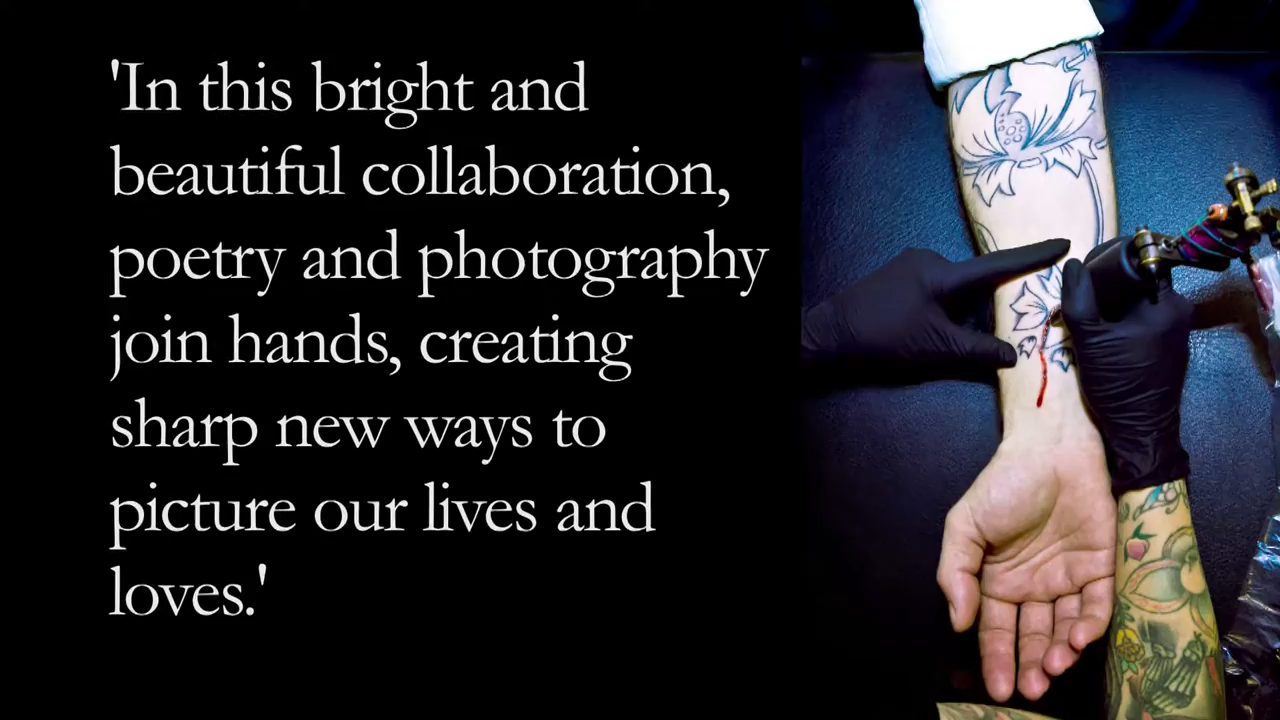 'In this bright and
beautiful collaboration,
poetry and photography
join hands, creating
sharp new ways to
picture our lives and
loves.'